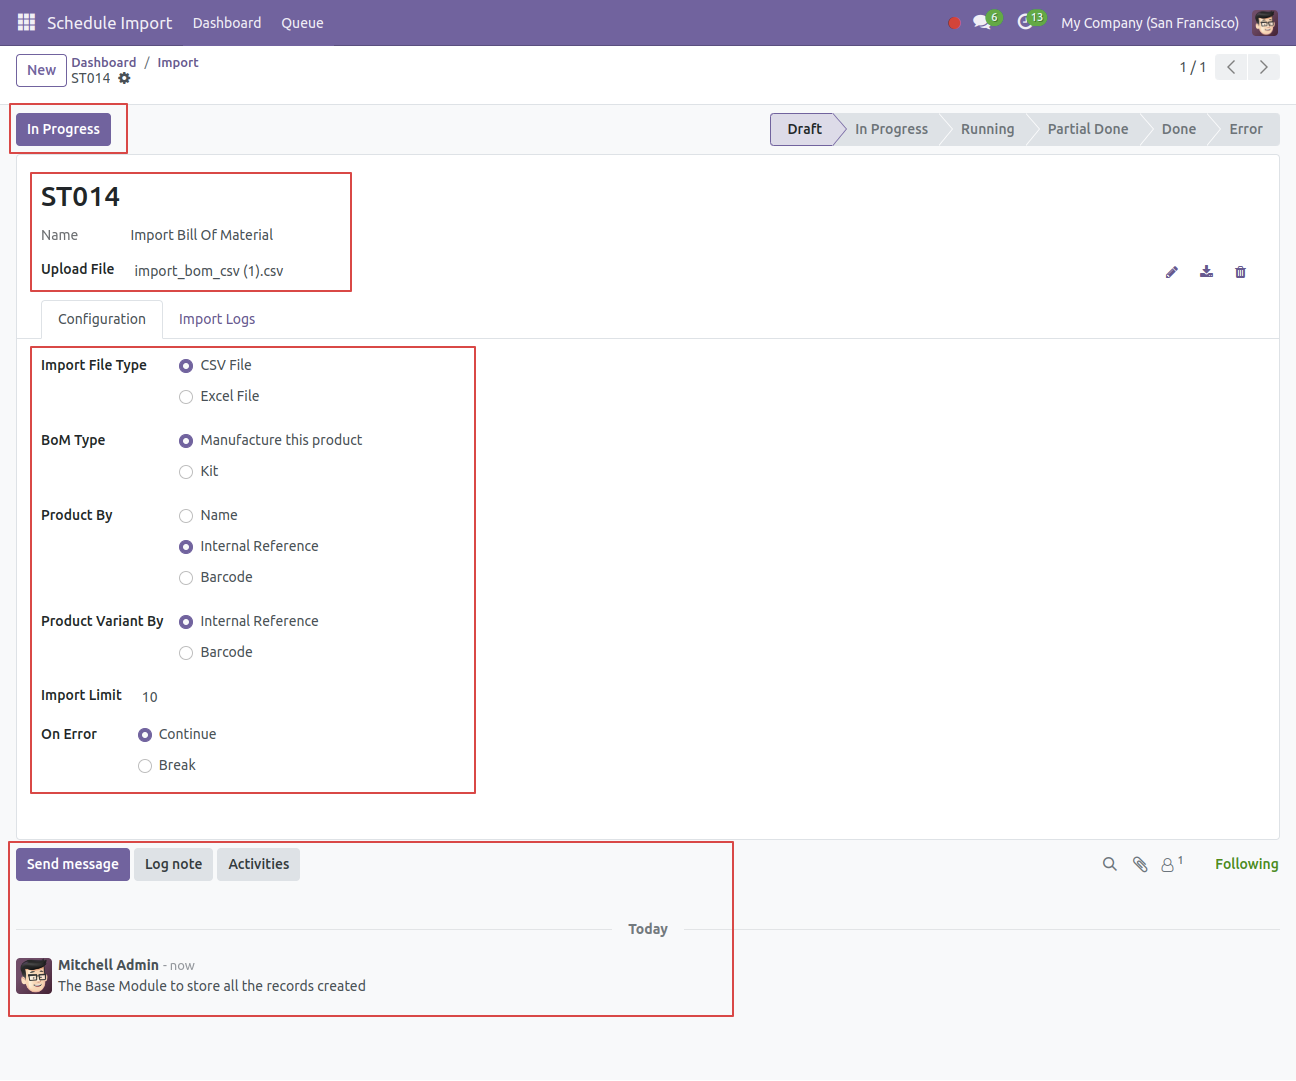 Schedule Import Dashboard Queue 6 13 My Company (San Francisco)
New Dashboard / Import 1 / 1
ST014
In Progress Draft In Progress Running Partial Done Done Error
ST014
Name Import Bill Of Material
Upload File import_bom_csv (1).csv
Configuration Import Logs
Import File Type CSV File
Excel File
BoM Type Manufacture this product
Kit
Product By Name
Internal Reference
Barcode
Product Variant By Internal Reference
Barcode
Import Limit 10
On Error Continue
Break
Send message Log note Activities 1 Following
Today
Mitchell Admin - now
The Base Module to store all the records created